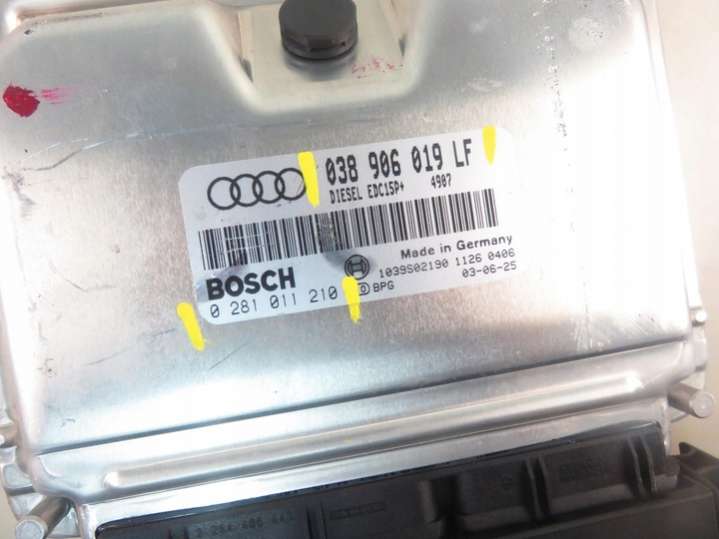 038 906 019 LF
DIESEL EDC15P+ 4907
Made in Germany
BOSCH
1039S02190 1126 0406
0 281 011 210
BPG
03-06-25